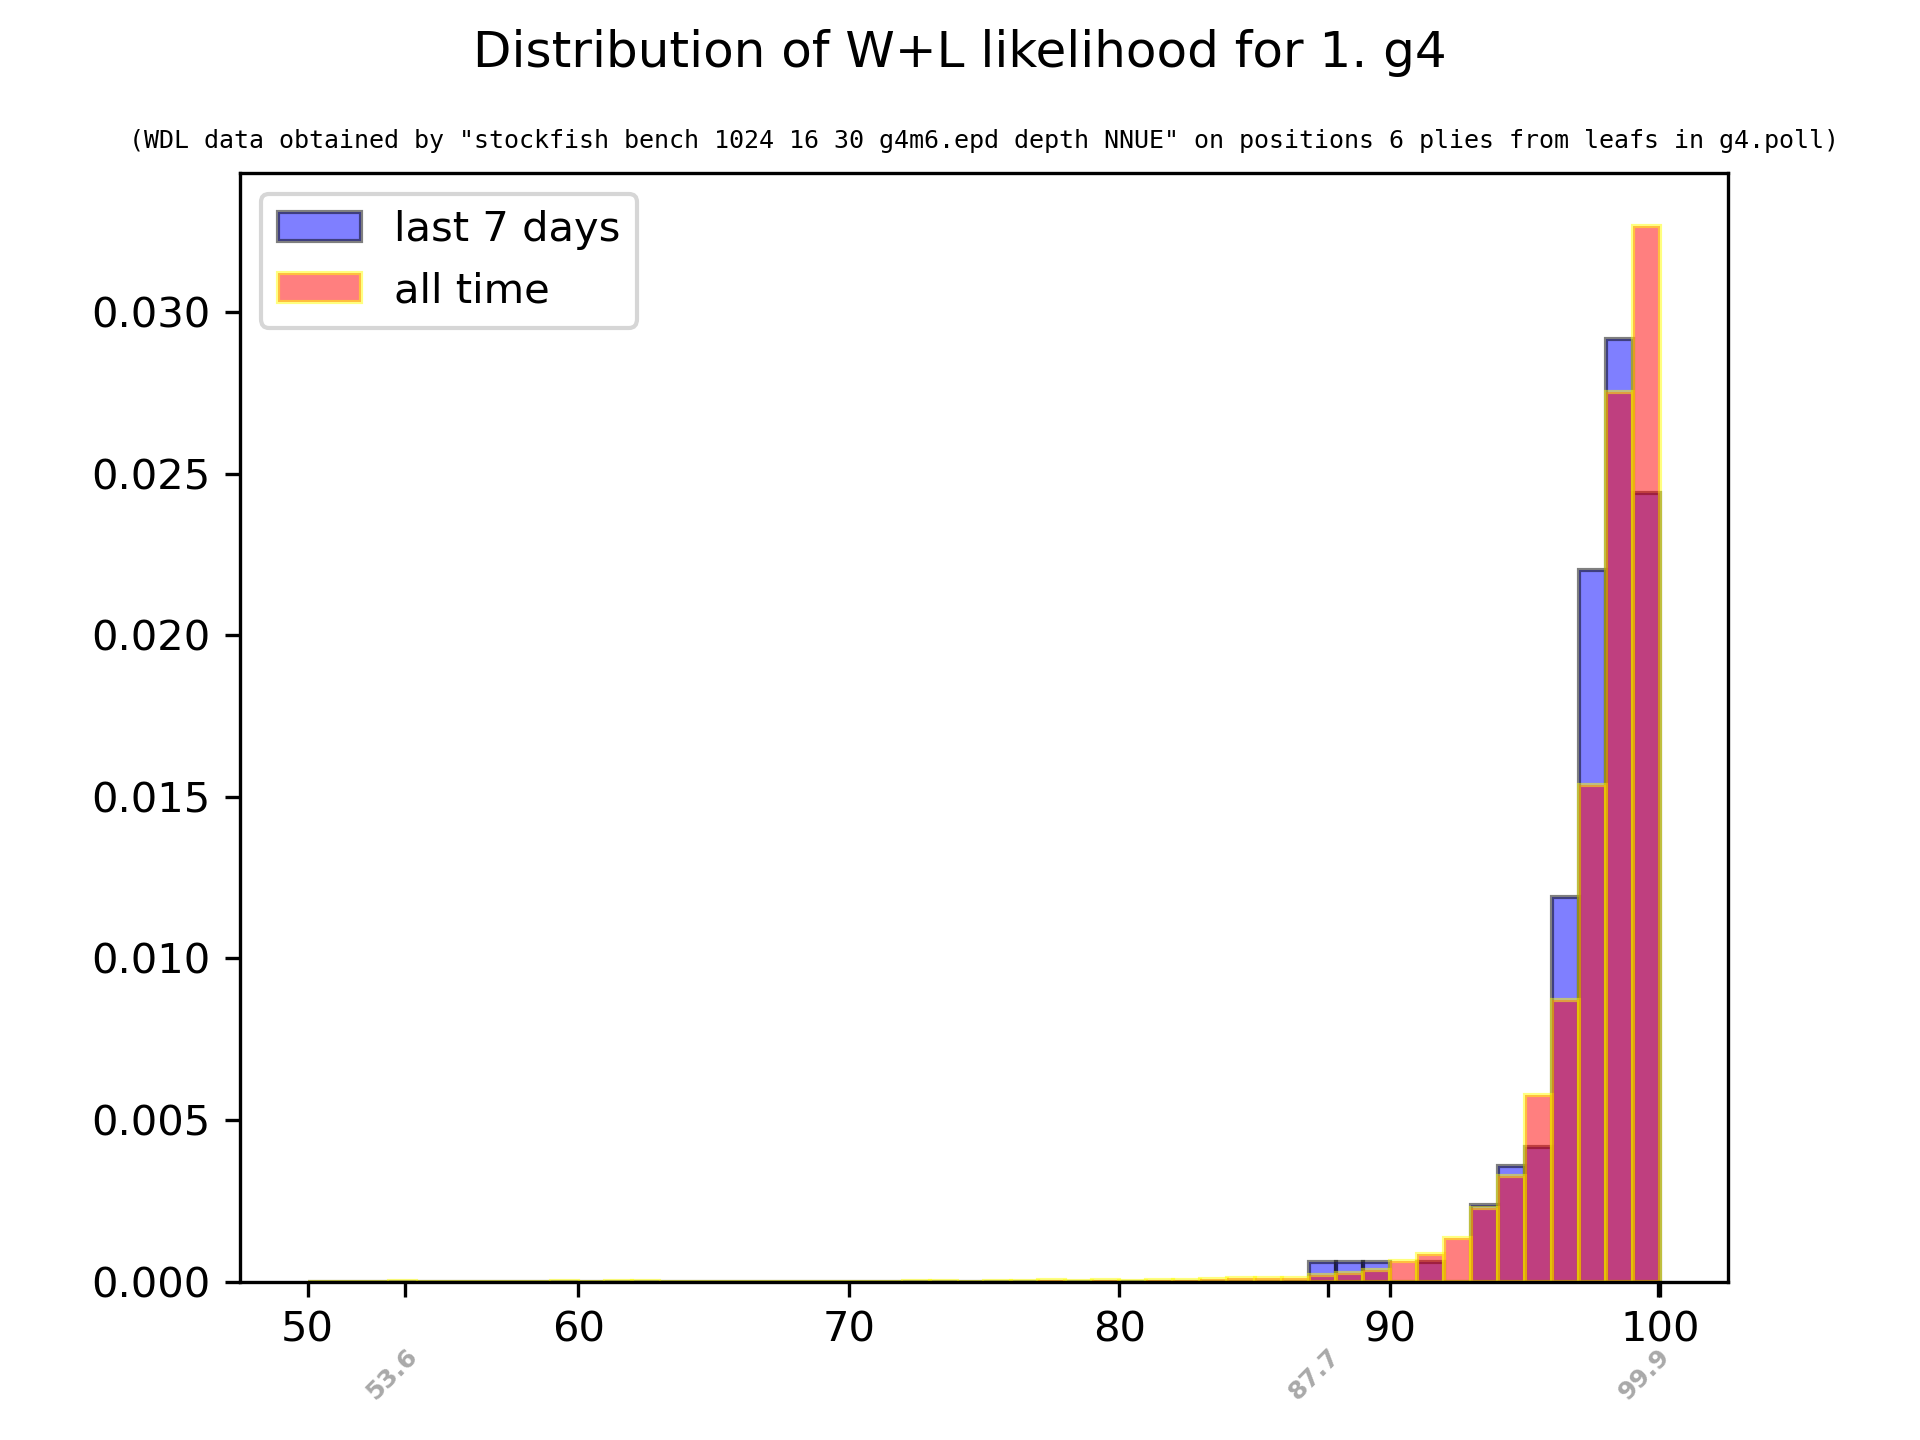 Distribution of W+L likelihood for 1. g4
(WDL data obtained by "stockfish bench 1024 16 30 g4m6.epd depth NNUE" on positions 6 plies from leafs in g4.poll)
last 7 days
all time
0.030
0.025
0.020
0.015
0.010
0.005
0.000
50 60 70 80 90 100
53.6 87.7 99.9